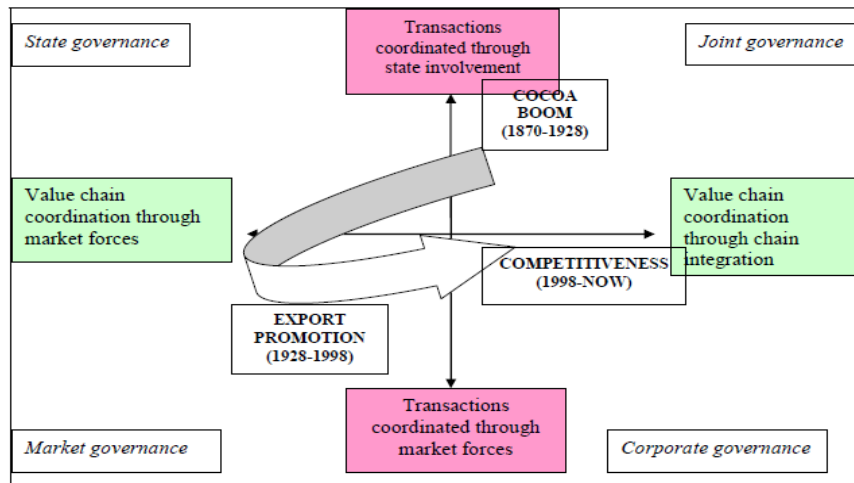 State governance
Transactions
coordinated through
state involvement
Joint governance
COCOA
BOOM
(1870-1928)
Value chain
coordination through
market forces
Value chain
coordination
through chain
integration
COMPETITIVENESS
(1998-NOW)
EXPORT
PROMOTION
(1928-1998)
Transactions
coordinated through
market forces
Market governance
Corporate governance